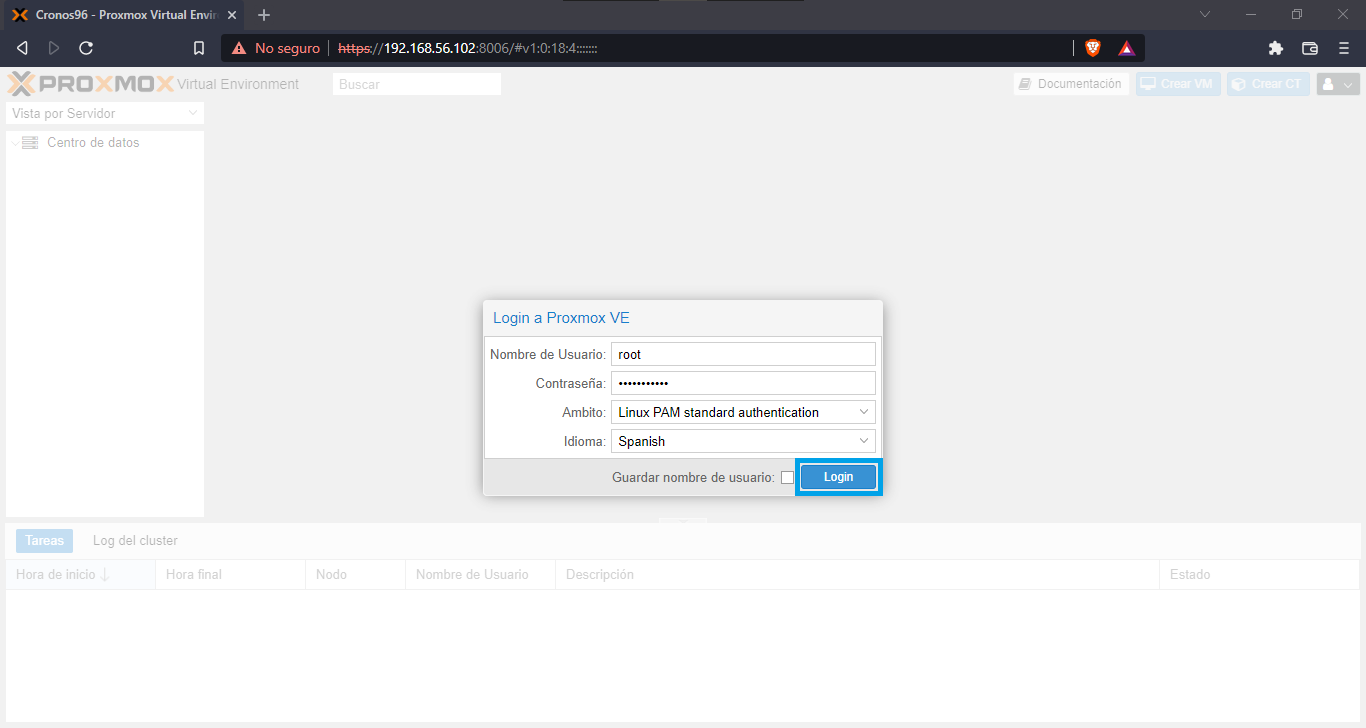 Cronos96 - Proxmox Virtual Envir
No seguro https://192.168.56.102:8006/#v1:0:18:4:::::::
PROXMOX Virtual Environment Buscar Documentación Crear VM Crear CT
Vista por Servidor
Centro de datos
Login a Proxmox VE
Nombre de Usuario: root
Contraseña: •••••••••••
Ambito: Linux PAM standard authentication
Idioma: Spanish
Guardar nombre de usuario: Login
Tareas Log del cluster
Hora de inicio Hora final Nodo Nombre de Usuario Descripción Estado